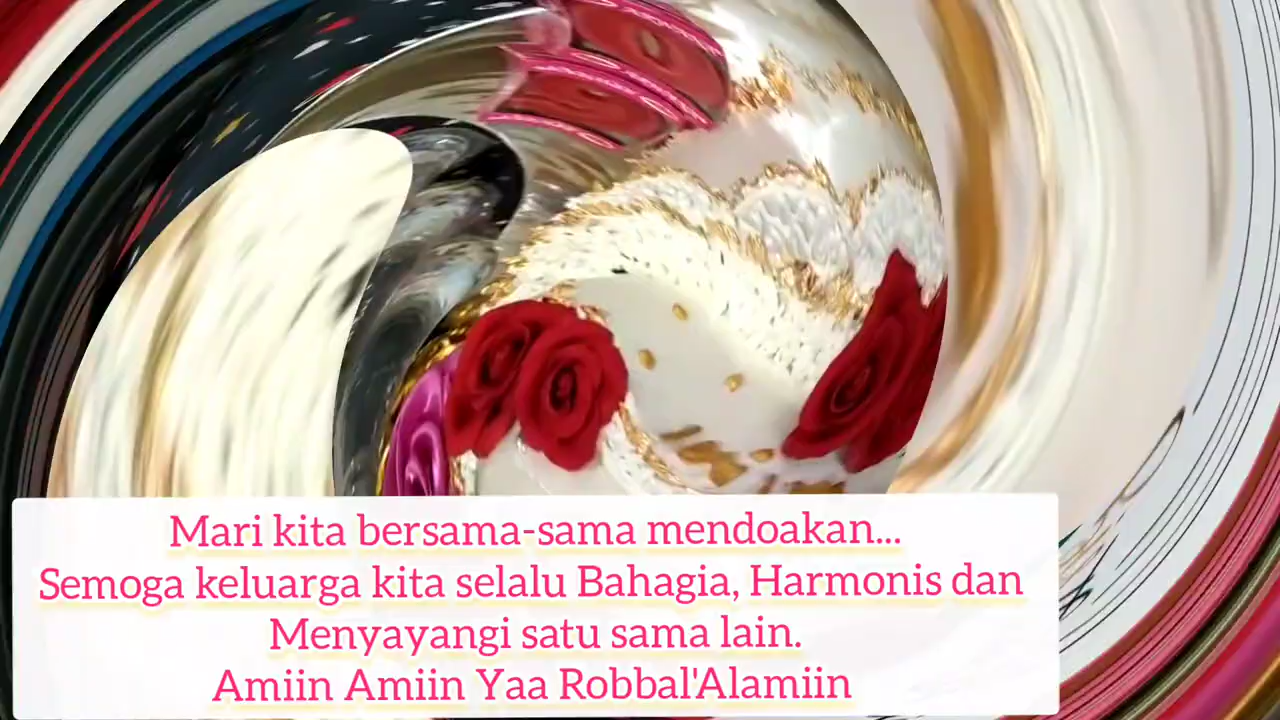 Mari kita bersama-sama mendoakan...
Semoga keluarga kita selalu Bahagia, Harmonis dan
Menyayangi satu sama lain.
Amiin Amiin Yaa Robbal'Alamiin